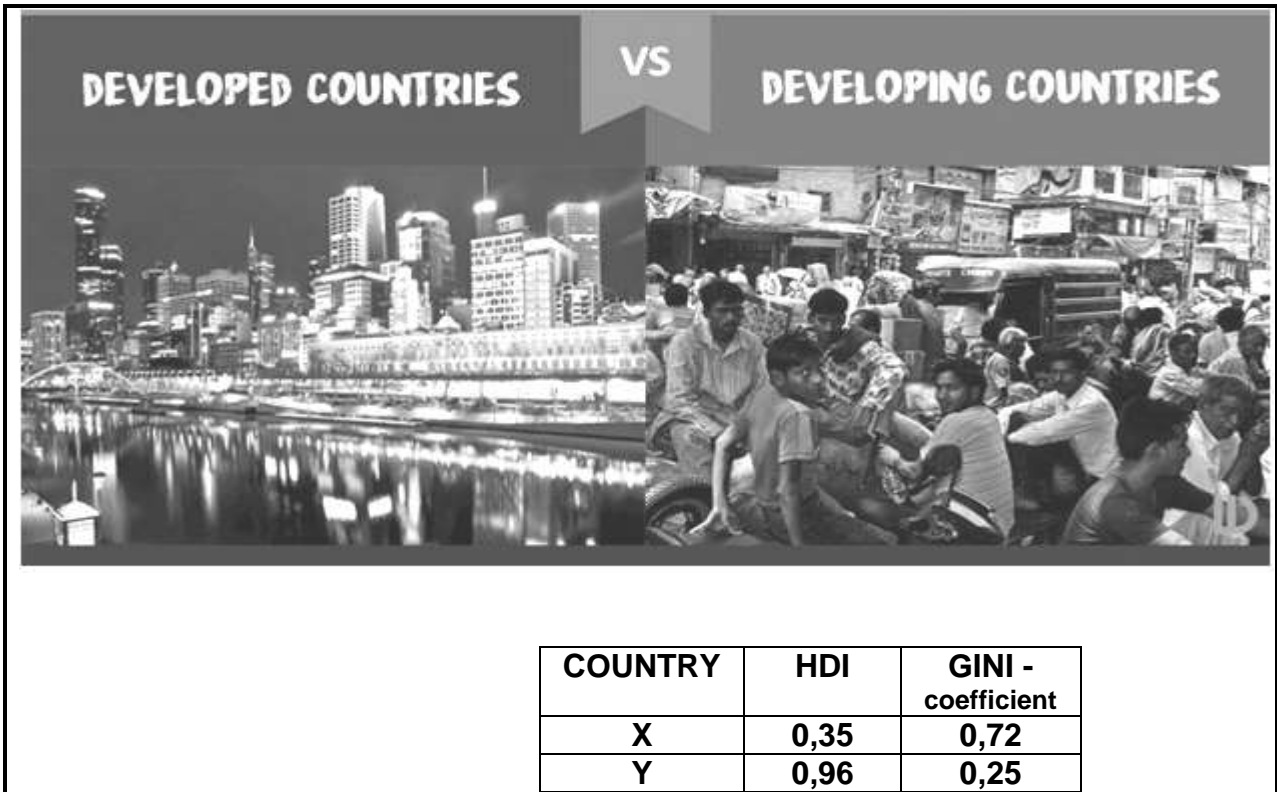 DEVELOPED COUNTRIES
VS
DEVELOPING COUNTRIES
COUNTRY HDI GINI -
coefficient
X 0,35 0,72
Y 0,96 0,25